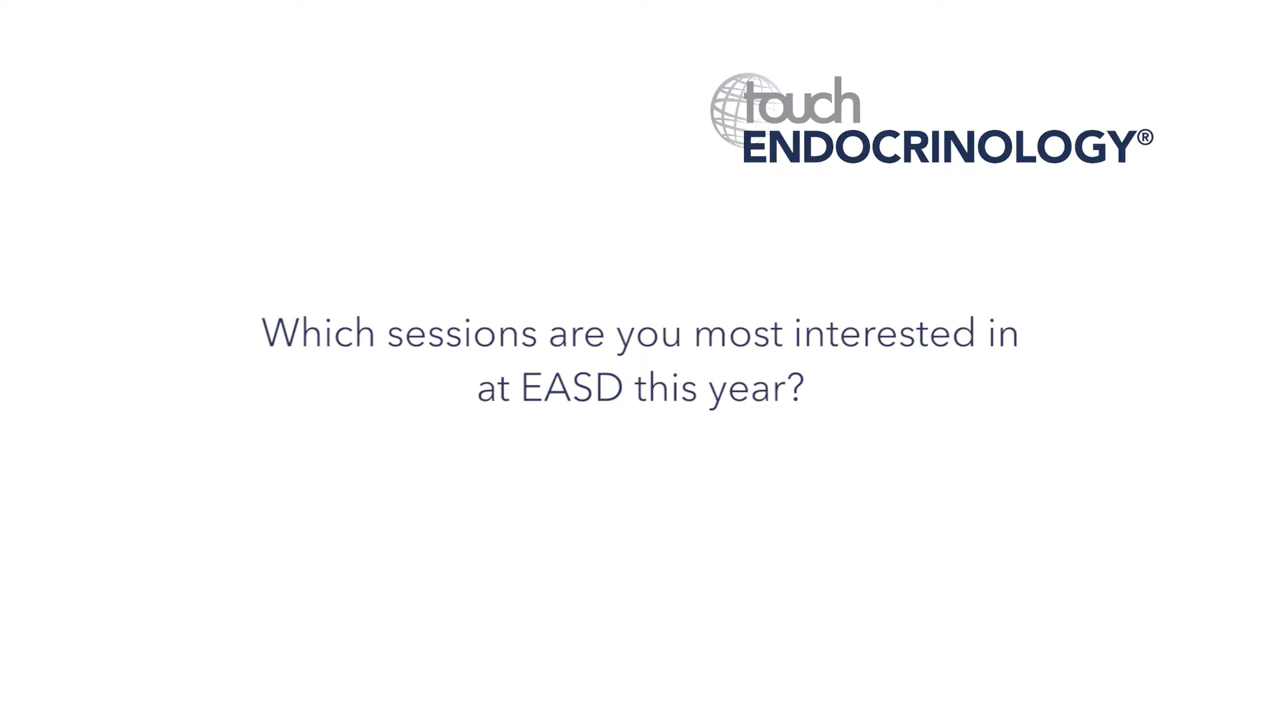 touch
ENDOCRINOLOGY®
Which sessions are you most interested in
at EASD this year?